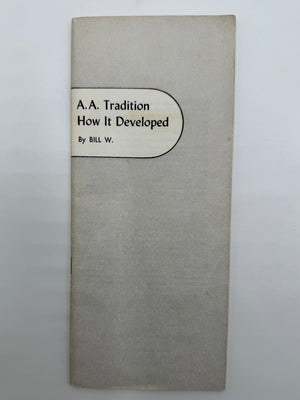 A.A. Tradition
How It Developed
By BILL W.